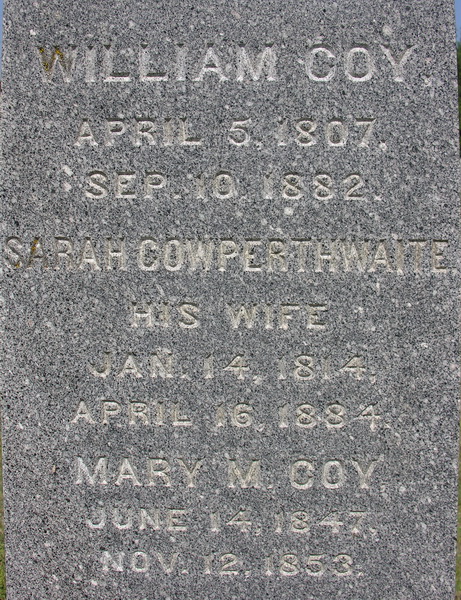 WILLIAM COY
APRIL 5, 1807.
SEP. 10, 1882.
SARAH COWPERTHWAITE
HIS WIFE
JAN. 14, 1814.
APRIL 16, 1884.
MARY M. COY
JUNE 14, 1847.
NOV. 12, 1853.